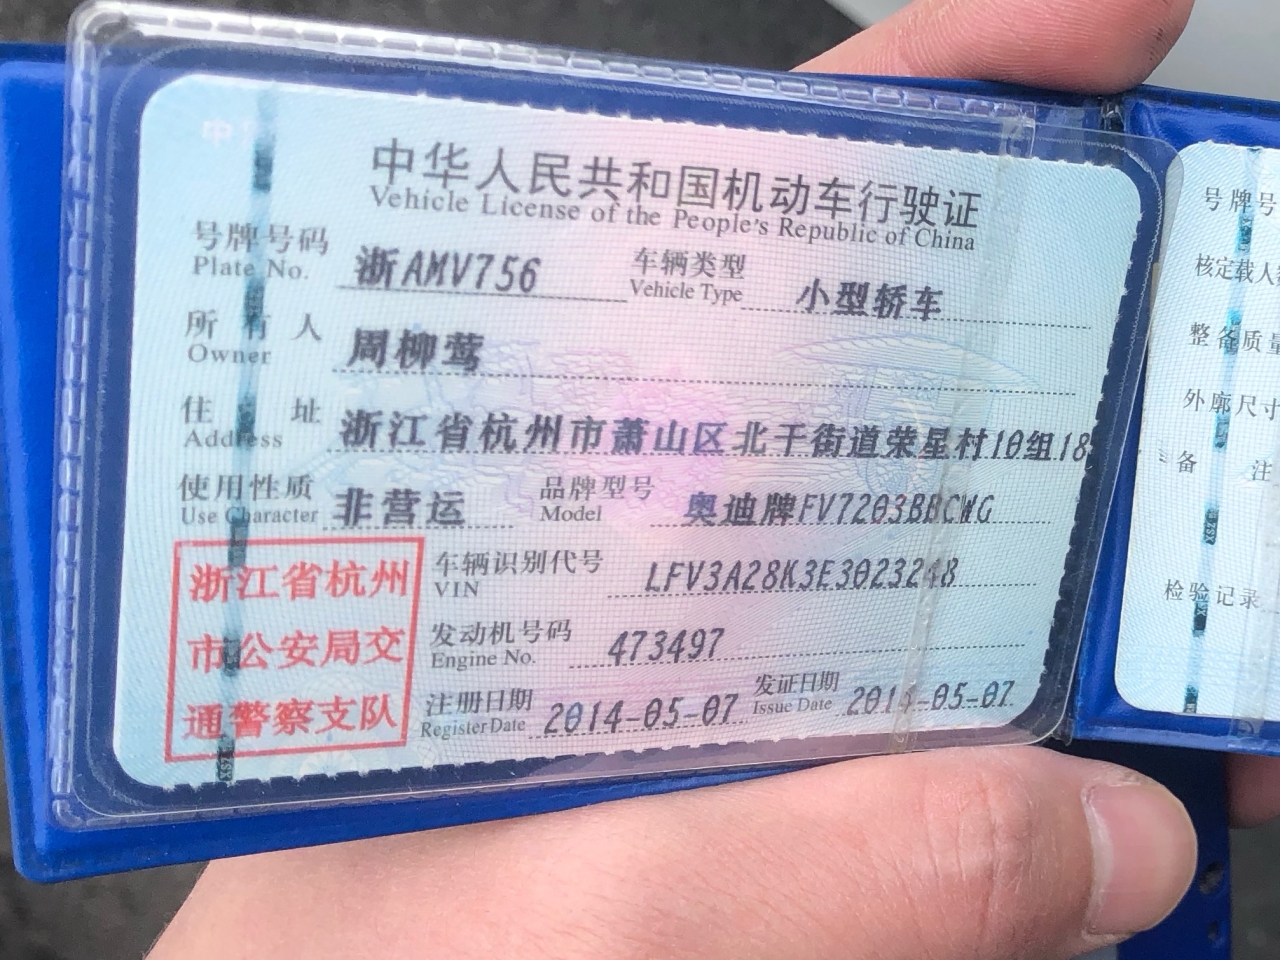 中华人民共和国机动车行驶证
Vehicle License of the People's Republic of China
号牌号码 浙AMV756 车辆类型 小型轿车
Plate No. Vehicle Type
所有人 周柳莺
Owner
住址 浙江省杭州市萧山区北干街道荣星村10组18
Address
使用性质 非营运 品牌型号 奥迪牌FV7203BBCWG
Use Character Model
浙江省杭州
市公安局交
通警察支队
车辆识别代号 LFV3A28K3E3023248
VIN
发动机号码 473497
Engine No.
注册日期 2014-05-07 发证日期 2014-05-07
Register Date Issue Date
号牌号
核定载人
整备质量
外廓尺寸
备注
检验记录